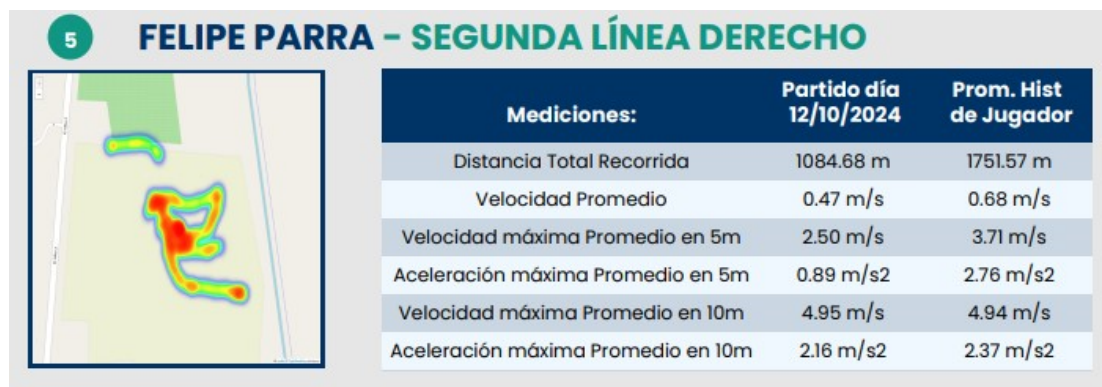 5
FELIPE PARRA - SEGUNDA LÍNEA DERECHO
Mediciones: Partido día 12/10/2024 Prom. Hist de Jugador
Distancia Total Recorrida 1084.68 m 1751.57 m
Velocidad Promedio 0.47 m/s 0.68 m/s
Velocidad máxima Promedio en 5m 2.50 m/s 3.71 m/s
Aceleración máxima Promedio en 5m 0.89 m/s2 2.76 m/s2
Velocidad máxima Promedio en 10m 4.95 m/s 4.94 m/s
Aceleración máxima Promedio en 10m 2.16 m/s2 2.37 m/s2